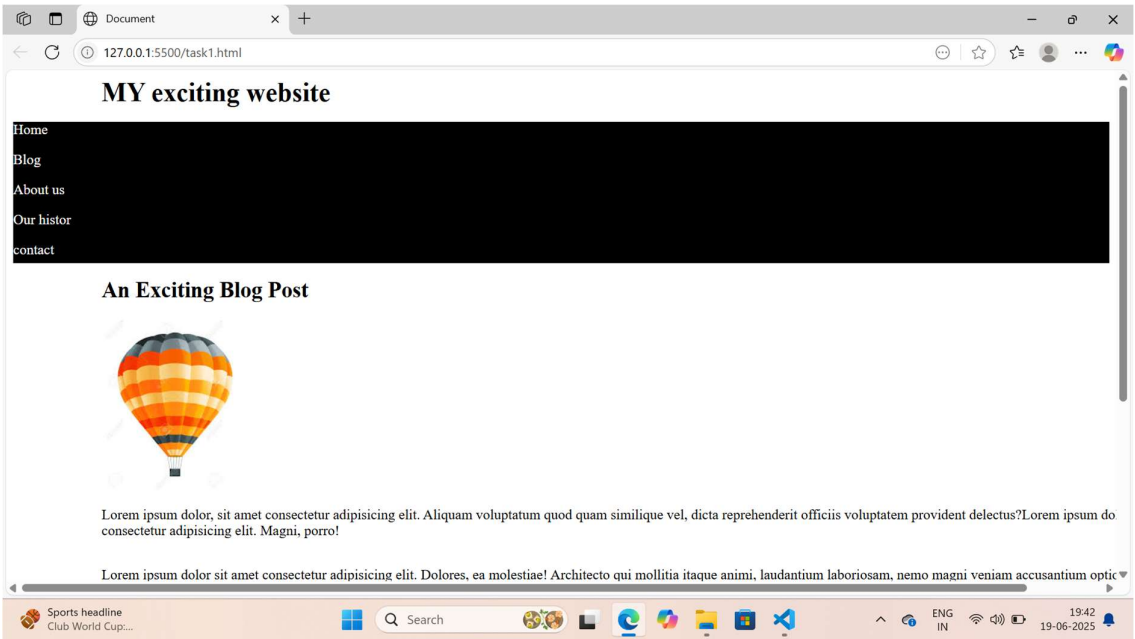 Document
127.0.0.1:5500/task1.html
MY exciting website
Home
Blog
About us
Our histor
contact
An Exciting Blog Post
Lorem ipsum dolor, sit amet consectetur adipisicing elit. Aliquam voluptatum quod quam similique vel, dicta reprehenderit officiis voluptatem provident delectus?Lorem ipsum do
consectetur adipisicing elit. Magni, porro!
Lorem ipsum dolor sit amet consectetur adipisicing elit. Dolores, ea molestiae! Architecto qui mollitia itaque animi, laudantium laboriosam, nemo magni veniam accusantium optic
Sports headline
Club World Cup:...
Search
ENG
IN
19:42
19-06-2025